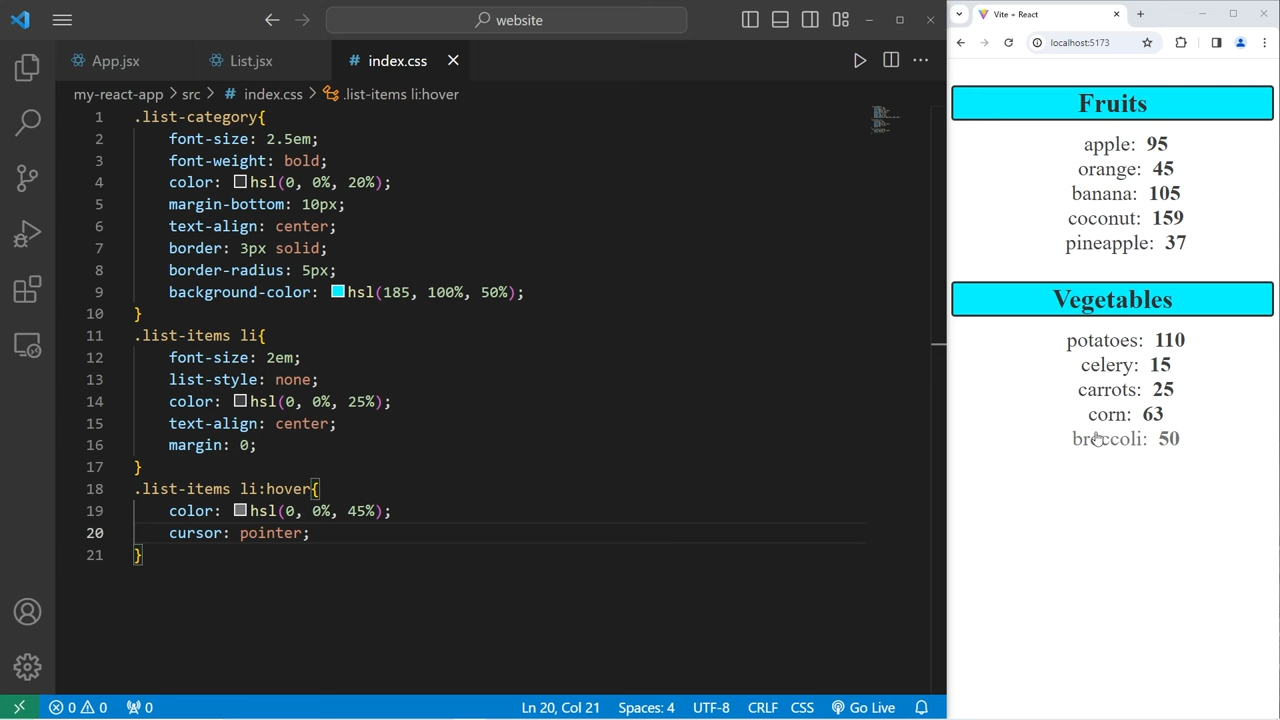 website
App.jsx
List.jsx
# index.css
my-react-app > src > # index.css > .list-items li:hover
1 .list-category{
2 font-size: 2.5em;
3 font-weight: bold;
4 color: hsl(0, 0%, 20%);
5 margin-bottom: 10px;
6 text-align: center;
7 border: 3px solid;
8 border-radius: 5px;
9 background-color: hsl(185, 100%, 50%);
10 }
11 .list-items li{
12 font-size: 2em;
13 list-style: none;
14 color: hsl(0, 0%, 25%);
15 text-align: center;
16 margin: 0;
17 }
18 .list-items li:hover{
19 color: hsl(0, 0%, 45%);
20 cursor: pointer;
21 }
0 0 0
Ln 20, Col 21
Spaces: 4
UTF-8
CRLF
CSS
Go Live
Vite + React
localhost:5173
Fruits
apple: 95
orange: 45
banana: 105
coconut: 159
pineapple: 37
Vegetables
potatoes: 110
celery: 15
carrots: 25
corn: 63
broccoli: 50